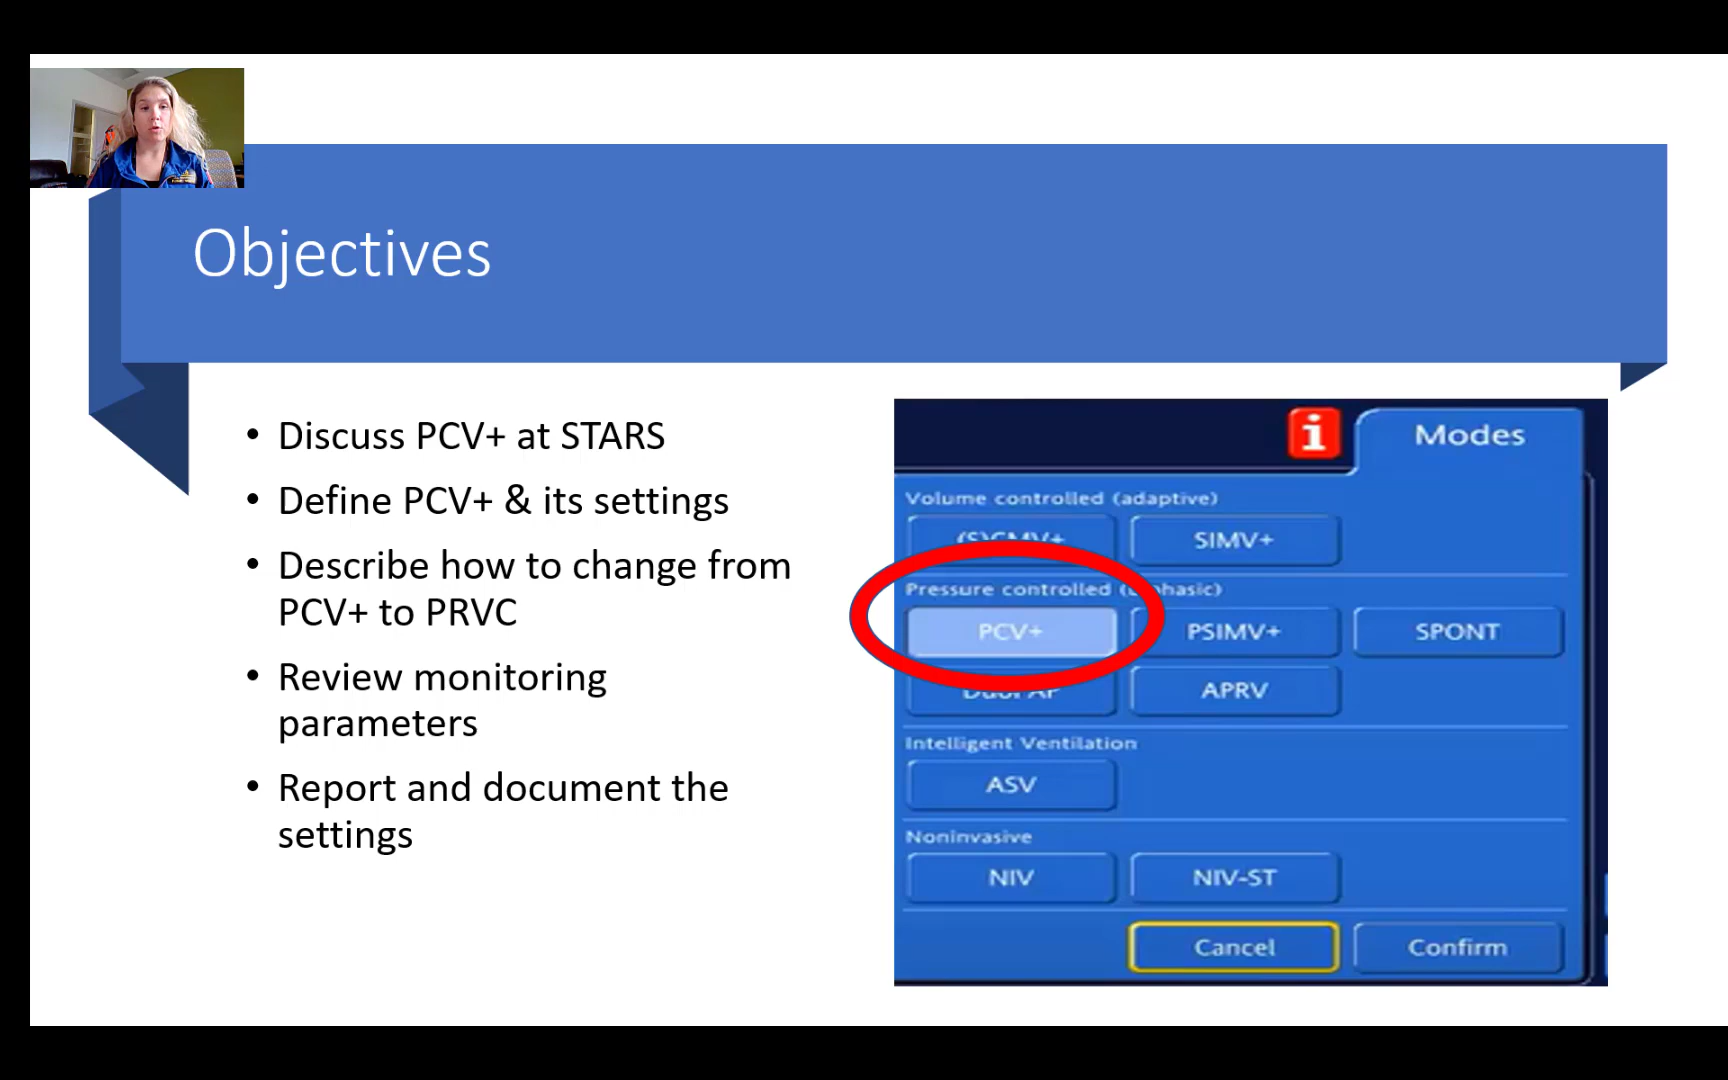 Objectives
• Discuss PCV+ at STARS
• Define PCV+ & its settings
• Describe how to change from
PCV+ to PRVC
• Review monitoring
parameters
• Report and document the
settings
i
Modes
Volume controlled (adaptive)
(S)CMV+
SIMV+
Pressure controlled
PCV+
PSIMV+
SPONT
APRV
Intelligent Ventilation
ASV
Noninvasive
NIV
NIV-ST
Cancel
Confirm